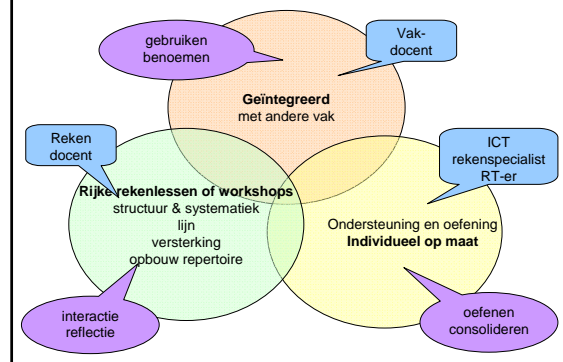 gebruiken
benoemen
Vak-
docent
Geïntegreerd
met andere vak
Reken
docent
ICT
rekenspecialist
RT-er
Rijke rekenlessen of workshops
structuur & systematiek
lijn
versterking
opbouw repertoire
Ondersteuning en oefening
Individueel op maat
interactie
reflectie
oefenen
consolideren